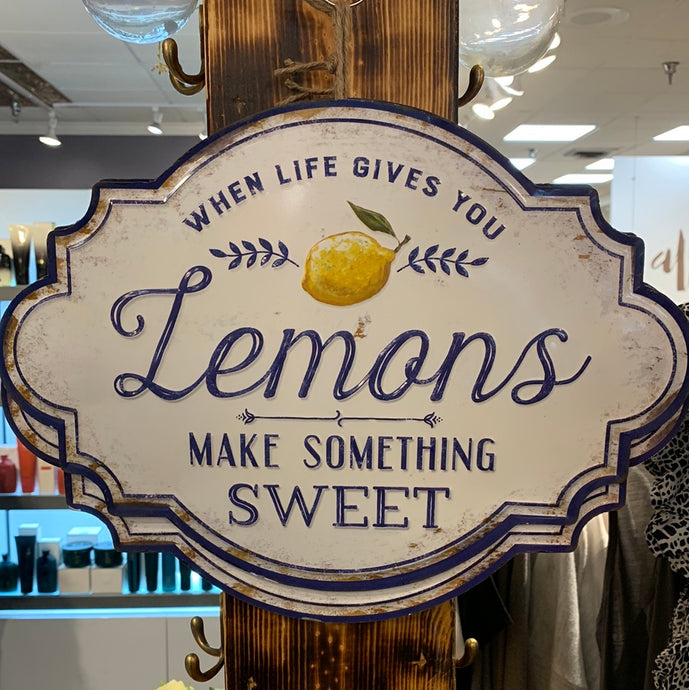 WHEN LIFE GIVES YOU
Lemons
MAKE SOMETHING
SWEET